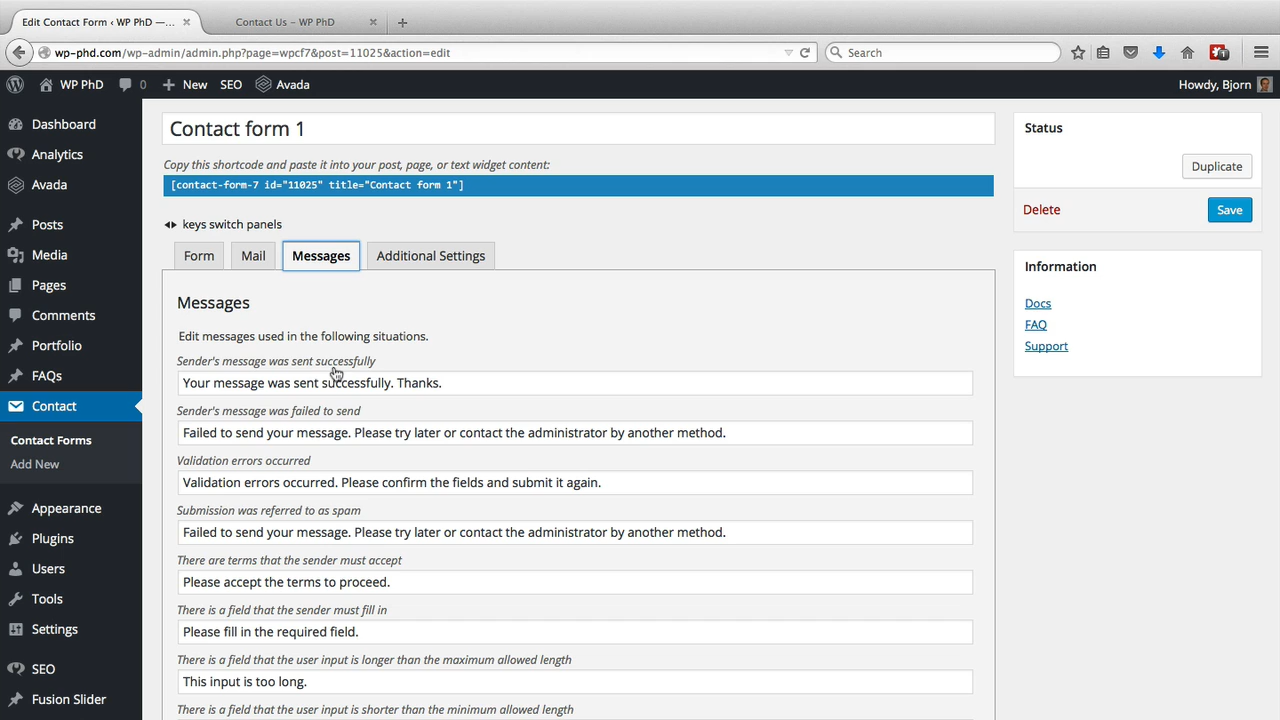 Edit Contact Form ‹ WP PhD —...
Contact Us – WP PhD
wp-phd.com/wp-admin/admin.php?page=wpcf7&post=11025&action=edit
Search
1
WP PhD
0
New
SEO
Avada
Howdy, Bjorn
Dashboard
Analytics
Avada
Posts
Media
Pages
Comments
Portfolio
FAQs
Contact
Contact Forms
Add New
Appearance
Plugins
Users
Tools
Settings
SEO
Fusion Slider
Contact form 1
Copy this shortcode and paste it into your post, page, or text widget content:
[contact-form-7 id="11025" title="Contact form 1"]
keys switch panels
Form
Mail
Messages
Additional Settings
Messages
Edit messages used in the following situations.
Sender's message was sent successfully
Your message was sent successfully. Thanks.
Sender's message was failed to send
Failed to send your message. Please try later or contact the administrator by another method.
Validation errors occurred
Validation errors occurred. Please confirm the fields and submit it again.
Submission was referred to as spam
Failed to send your message. Please try later or contact the administrator by another method.
There are terms that the sender must accept
Please accept the terms to proceed.
There is a field that the sender must fill in
Please fill in the required field.
There is a field that the user input is longer than the maximum allowed length
This input is too long.
There is a field that the user input is shorter than the minimum allowed length
Status
Duplicate
Delete
Save
Information
Docs
FAQ
Support